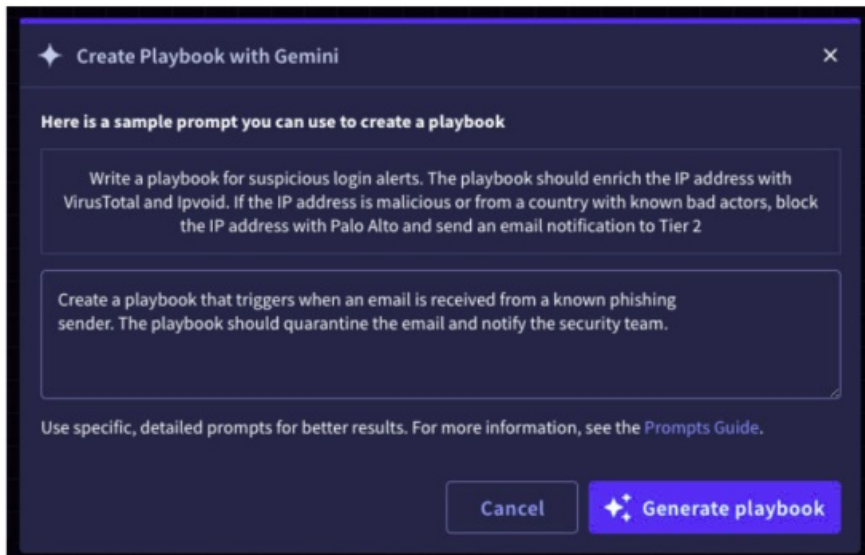 Create Playbook with Gemini
Here is a sample prompt you can use to create a playbook
Write a playbook for suspicious login alerts. The playbook should enrich the IP address with
VirusTotal and Ipvoid. If the IP address is malicious or from a country with known bad actors, block
the IP address with Palo Alto and send an email notification to Tier 2
Create a playbook that triggers when an email is received from a known phishing
sender. The playbook should quarantine the email and notify the security team.
Use specific, detailed prompts for better results. For more information, see the Prompts Guide.
Cancel
Generate playbook